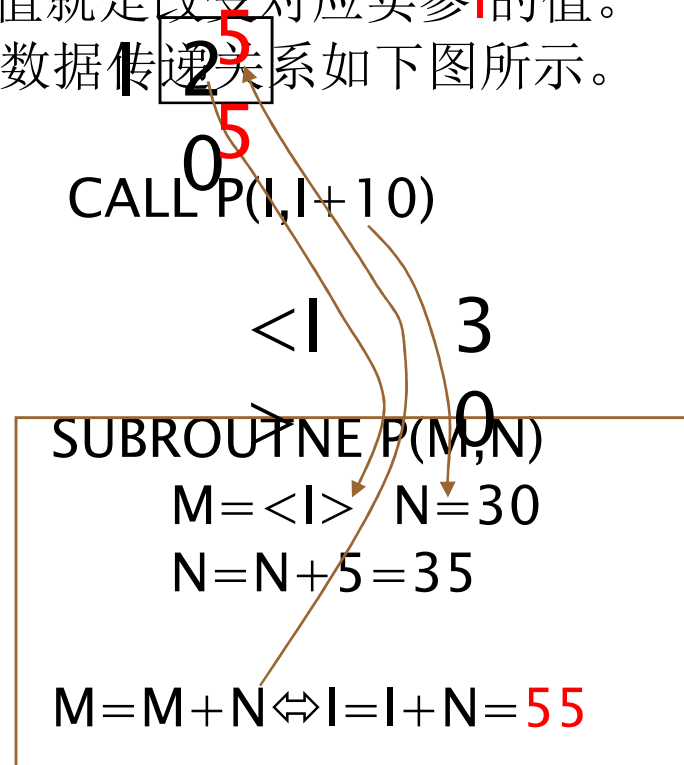 值就是改变对应实参I的值。
数据传递关系如下图所示。
I 20 55
CALL P(I,I+10)
<I> 30
SUBROUTNE P(M,N)
M=<I> N=30
N=N+5=35
M=M+N⇔I=I+N=55